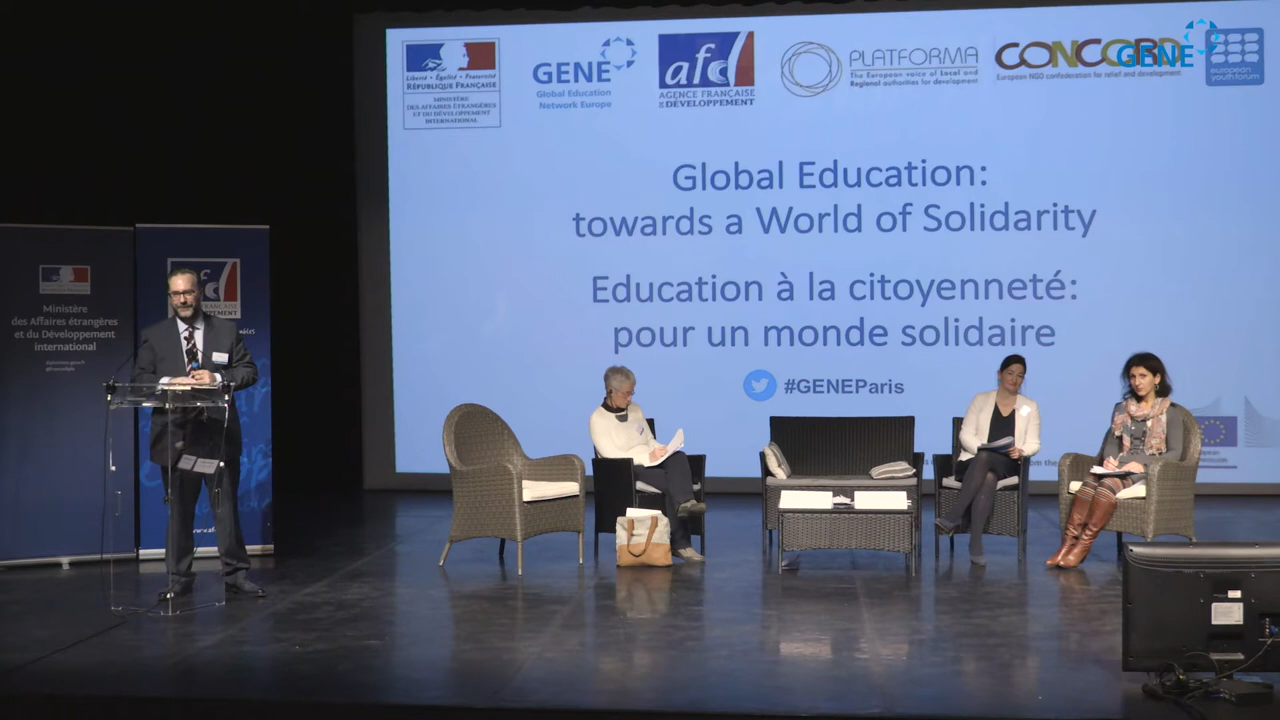 Liberté • Égalité • Fraternité
RÉPUBLIQUE FRANÇAISE
MINISTÈRE
DES AFFAIRES ÉTRANGÈRES
ET DU DÉVELOPPEMENT
INTERNATIONAL
GENE
Global Education
Network Europe
afd
AGENCE FRANÇAISE
DE DÉVELOPPEMENT
PLATFORMA
The European voice of Local and
Regional authorities for development
CONCORD
European NGO confederation for relief and development
GENE
european
youth forum
Global Education:
towards a World of Solidarity
Education à la citoyenneté:
pour un monde solidaire
#GENEParis
Ministère
des Affaires étrangères
et du Développement
international